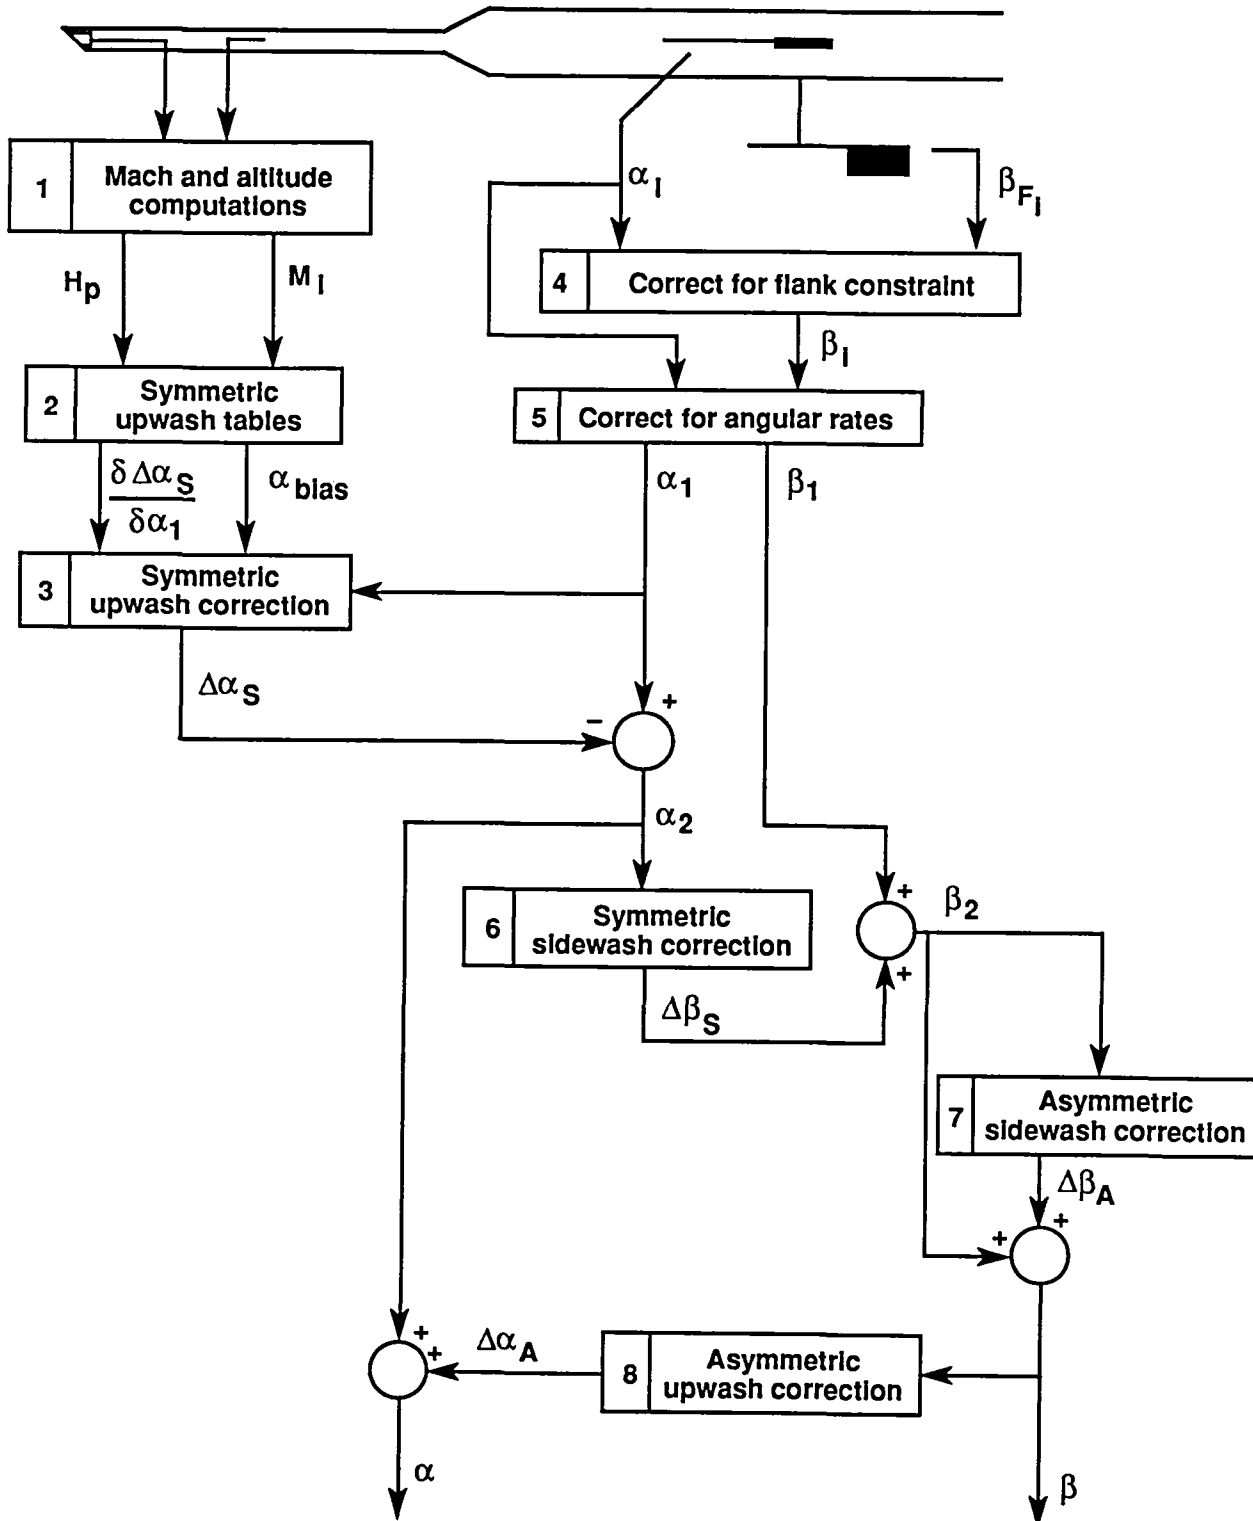 1
Mach and altitude
computations
α_i
β_F_i
H_p
M_i
4
Correct for flank constraint
β_i
2
Symmetric
upwash tables
5
Correct for angular rates
δ Δα_S
δα_1
α_bias
α_1
β_1
3
Symmetric
upwash correction
Δα_S
−
+
α_2
6
Symmetric
sidewash correction
+
β_2
+
Δβ_S
7
Asymmetric
sidewash correction
Δβ_A
+
+
+
+
Δα_A
8
Asymmetric
upwash correction
α
β